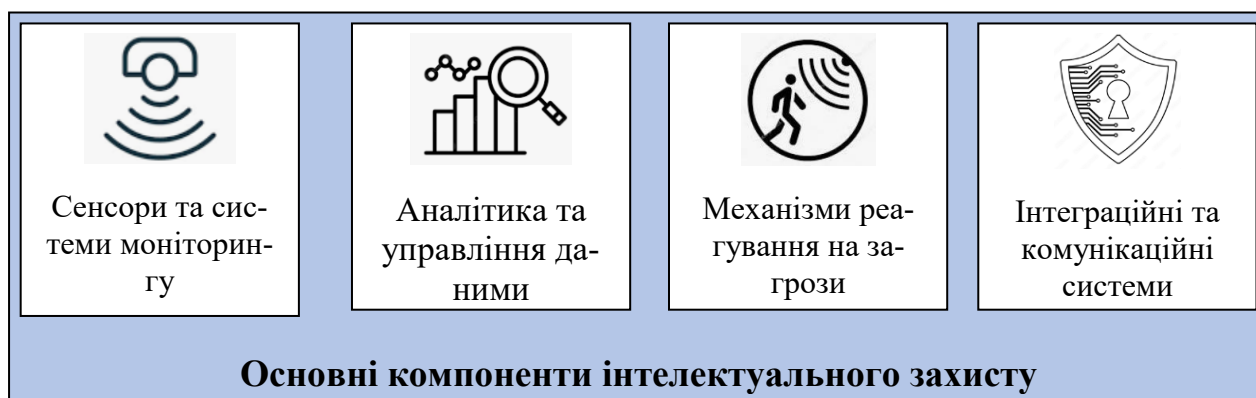 Сенсори та сис-
теми моніторин-
гу
Аналітика та
управління да-
ними
Механізми реа-
гування на за-
грози
Інтеграційні та
комунікаційні
системи
Основні компоненти інтелектуального захисту